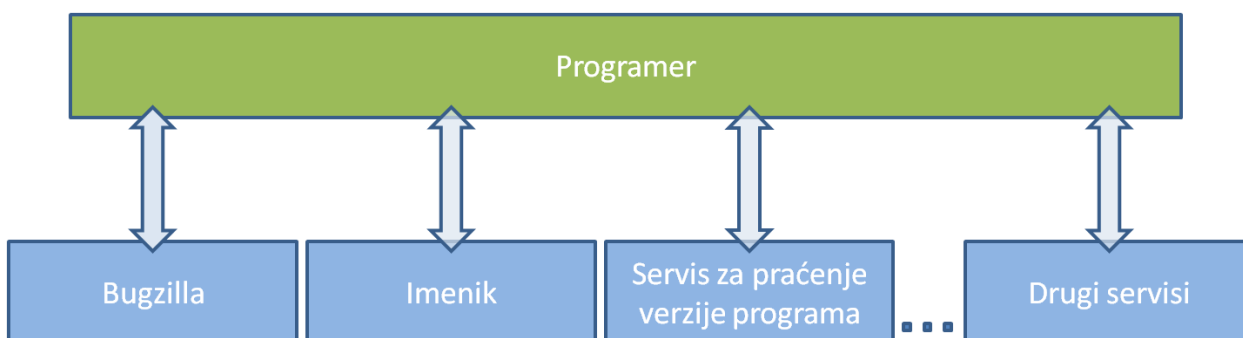 Programer
Bugzilla
Imenik
Servis za praćenje
verzije programa
Drugi servisi